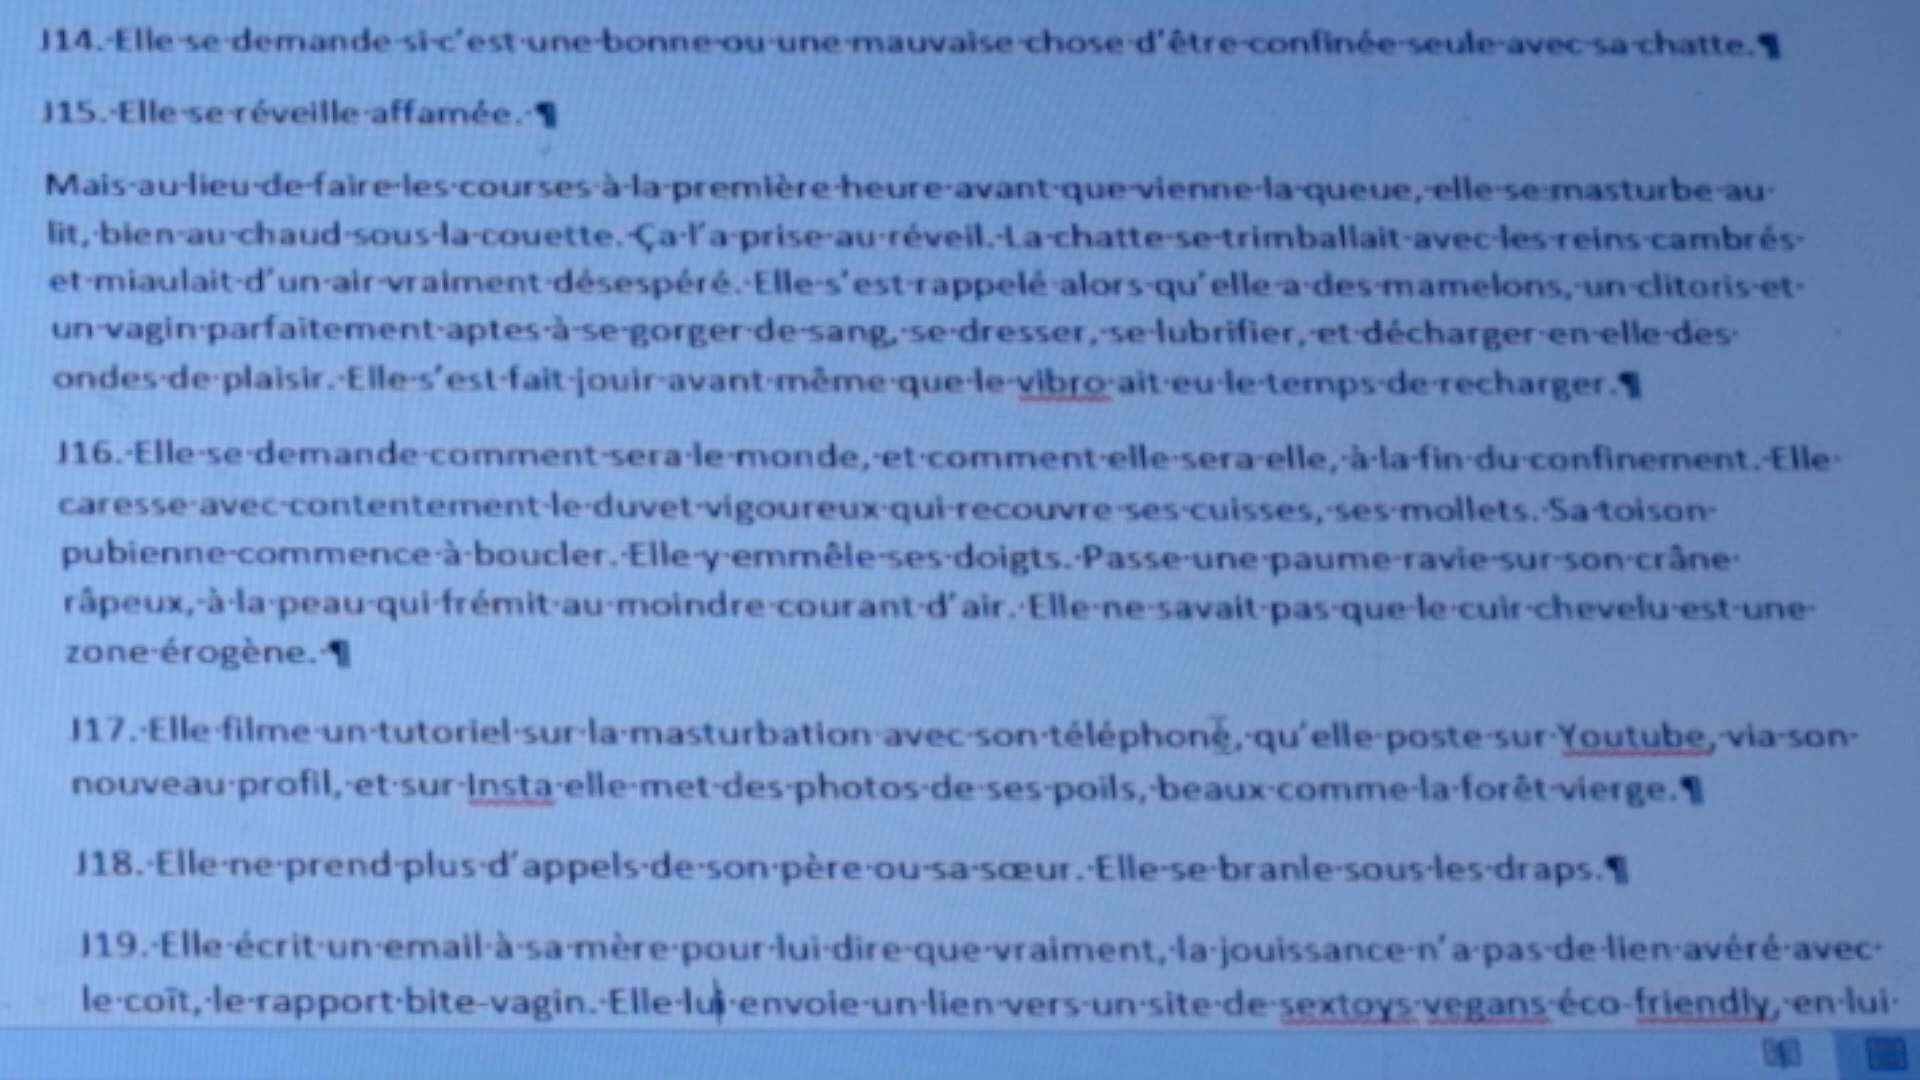 J14. Elle se demande si c'est une bonne ou une mauvaise chose d'être confinée seule avec sa chatte.¶
J15. Elle se réveille affamée. ¶
Mais au lieu de faire les courses à la première heure avant que vienne la queue, elle se masturbe au
lit, bien au chaud sous la couette. Ça l'a prise au réveil. La chatte se trimballait avec les reins cambrés
et miaulait d'un air vraiment désespéré. Elle s'est rappelé alors qu'elle a des mamelons, un clitoris et
un vagin parfaitement aptes à se gorger de sang, se dresser, se lubrifier, et décharger en elle des
ondes de plaisir. Elle s'est fait jouir avant même que le vibro ait eu le temps de recharger.¶
J16. Elle se demande comment sera le monde, et comment elle sera elle, à la fin du confinement. Elle
caresse avec contentement le duvet vigoureux qui recouvre ses cuisses, ses mollets. Sa toison
pubienne commence à boucler. Elle y emmêle ses doigts. Passe une paume ravie sur son crâne
râpeux, à la peau qui frémit au moindre courant d'air. Elle ne savait pas que le cuir chevelu est une
zone érogène. ¶
J17. Elle filme un tutoriel sur la masturbation avec son téléphone, qu'elle poste sur Youtube, via son
nouveau profil, et sur Insta elle met des photos de ses poils, beaux comme la forêt vierge.¶
J18. Elle ne prend plus d'appels de son père ou sa sœur. Elle se branle sous les draps.¶
J19. Elle écrit un email à sa mère pour lui dire que vraiment, la jouissance n'a pas de lien avéré avec
le coït, le rapport bite-vagin. Elle lui envoie un lien vers un site de sextoys vegans éco-friendly, en lui